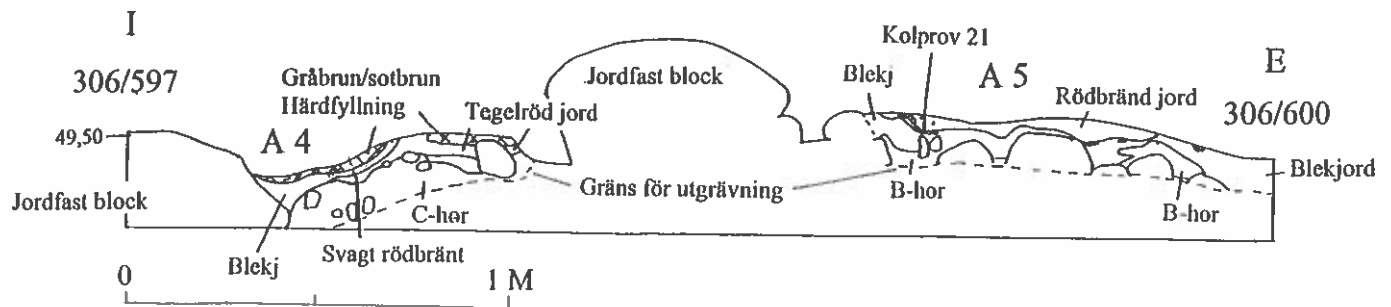 I
306/597
Gråbrun/sotbrun
Härdfyllning
Jordfast block
Kolprov 21
Blekj
A 5
E
306/600
Rödbränd jord
Tegelröd jord
49,50
A 4
Jordfast block
Gräns för utgrävning
B-hor
B-hor
Blekjord
C-hor
Blekj
Svagt rödbränt
0
1 M